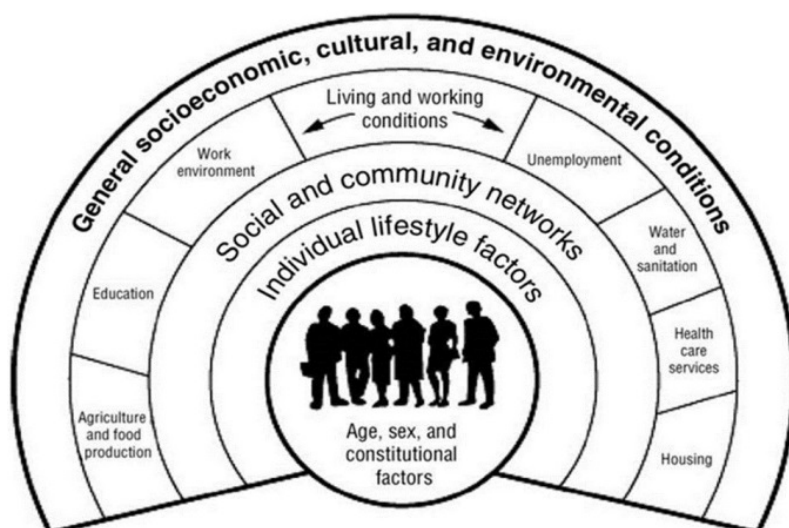 General socioeconomic, cultural, and environmental conditions
Living and working
conditions
Work
environment
Unemployment
Social and community networks
Water
and
sanitation
Individual lifestyle factors
Education
Health
care
services
Agriculture
and food
production
Age, sex, and
constitutional
factors
Housing